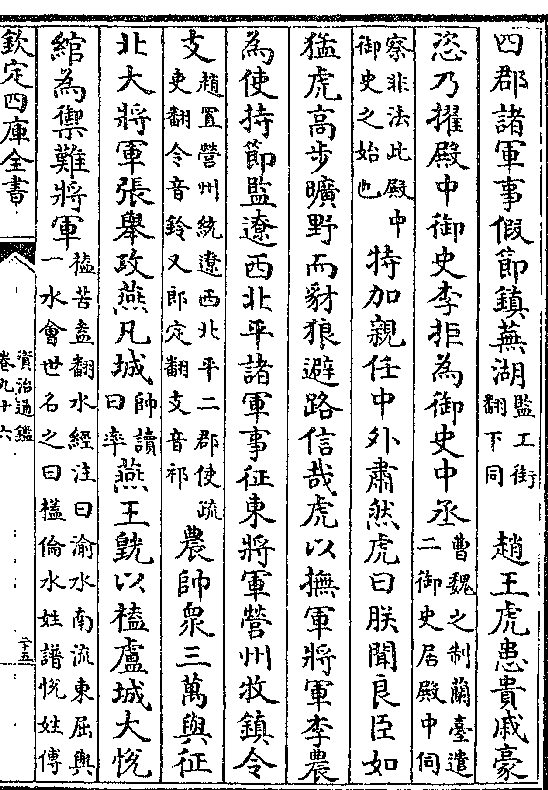 四郡諸軍事假節鎮蕪湖監工銜翻下同　趙王虎患貴戚豪
恣乃擢殿中御史李拒為御史中丞曹魏之制蘭臺遣二御史居殿中伺
察非法此殿中御史之始也特加親任中外肅然虎曰朕聞良臣如
猛虎高步曠野而豺狼避路信哉虎以撫軍將軍李農
為使持節監遼西北平諸軍事征東將軍營州牧鎮令
支趙置營州統遼西北平二郡使疏吏翻令音鈴又郎定翻支音祁農帥衆三萬與征
北大將軍張舉攻燕凡城帥讀曰率燕王皝以榼盧城大悅
綰為禦難將軍榼苦盍翻水經注曰渝水南流東屈與一水會世名之曰榼倫水姓譜悅姓傅
欽定四庫全書
資治通鑑
卷九十六
二十五